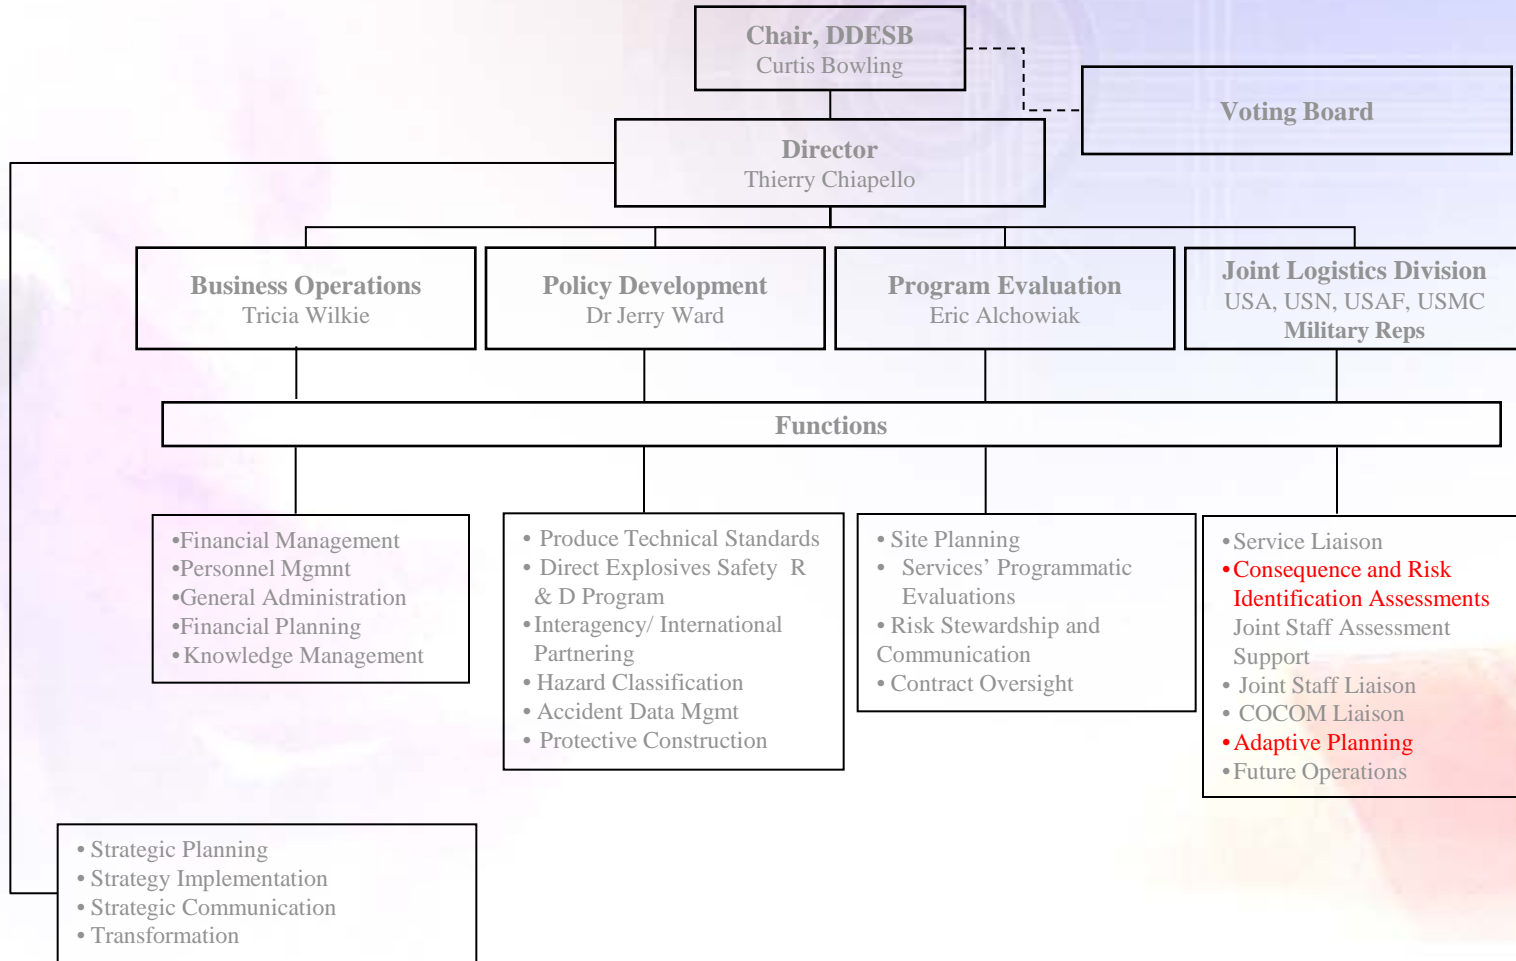 Chair, DDESB
Curtis Bowling
Voting Board
Director
Thierry Chiapello
Business Operations
Tricia Wilkie
Policy Development
Dr Jerry Ward
Program Evaluation
Eric Alchowiak
Joint Logistics Division
USA, USN, USAF, USMC
Military Reps
Functions
•Financial Management
•Personnel Mgmnt
•General Administration
•Financial Planning
•Knowledge Management
• Produce Technical Standards
• Direct Explosives Safety R
& D Program
•Interagency/ International
Partnering
• Hazard Classification
• Accident Data Mgmt
• Protective Construction
• Site Planning
• Services’ Programmatic
Evaluations
• Risk Stewardship and
Communication
• Contract Oversight
•Service Liaison
•Consequence and Risk
Identification Assessments
Joint Staff Assessment
Support
• Joint Staff Liaison
• COCOM Liaison
•Adaptive Planning
•Future Operations
• Strategic Planning
• Strategy Implementation
• Strategic Communication
• Transformation